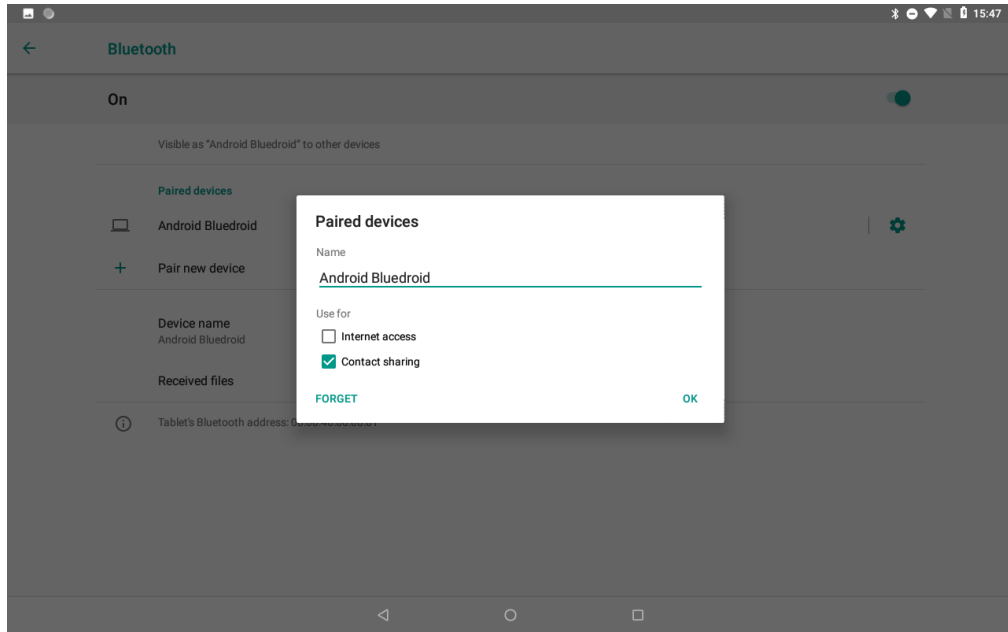 15:47
Bluetooth
On
Visible as "Android Bluedroid" to other devices
Paired devices
Android Bluedroid
Pair new device
Device name
Android Bluedroid
Received files
Tablet's Bluetooth address:
Paired devices
Name
Android Bluedroid
Use for
Internet access
Contact sharing
FORGET
OK